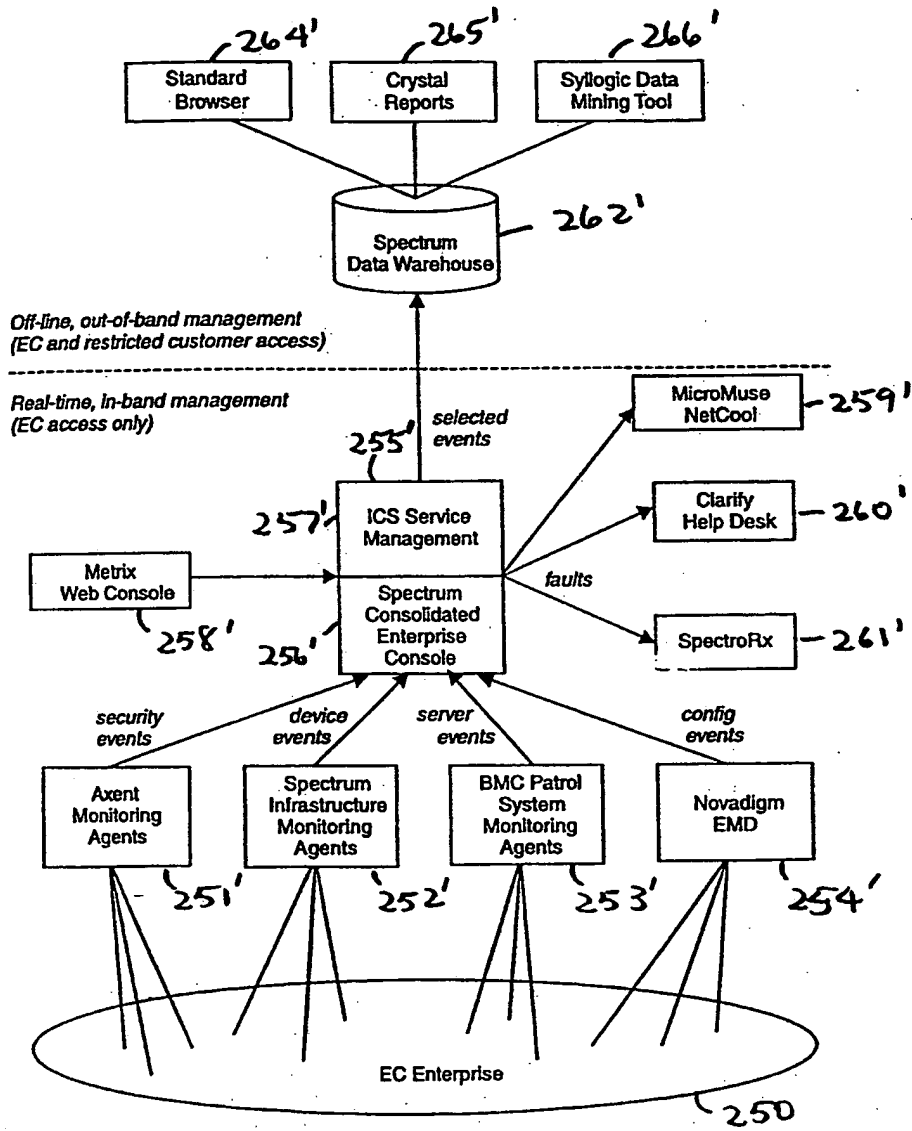 264'
265'
266'
Standard
Browser
Crystal
Reports
Syllogic Data
Mining Tool
Spectrum
Data Warehouse
262'
Off-line, out-of-band management
(EC and restricted customer access)
Real-time, in-band management
(EC access only)
selected
events
MicroMuse
NetCool
259'
255'
257'
ICS Service
Management
Clarify
Help Desk
260'
Metrix
Web Console
258'
256'
Spectrum
Consolidated
Enterprise
Console
faults
SpectroRx
261'
security
events
device
events
server
events
config
events
Axent
Monitoring
Agents
Spectrum
Infrastructure
Monitoring
Agents
BMC Patrol
System
Monitoring
Agents
Novadigm
EMD
251'
252'
253'
254'
EC Enterprise
250